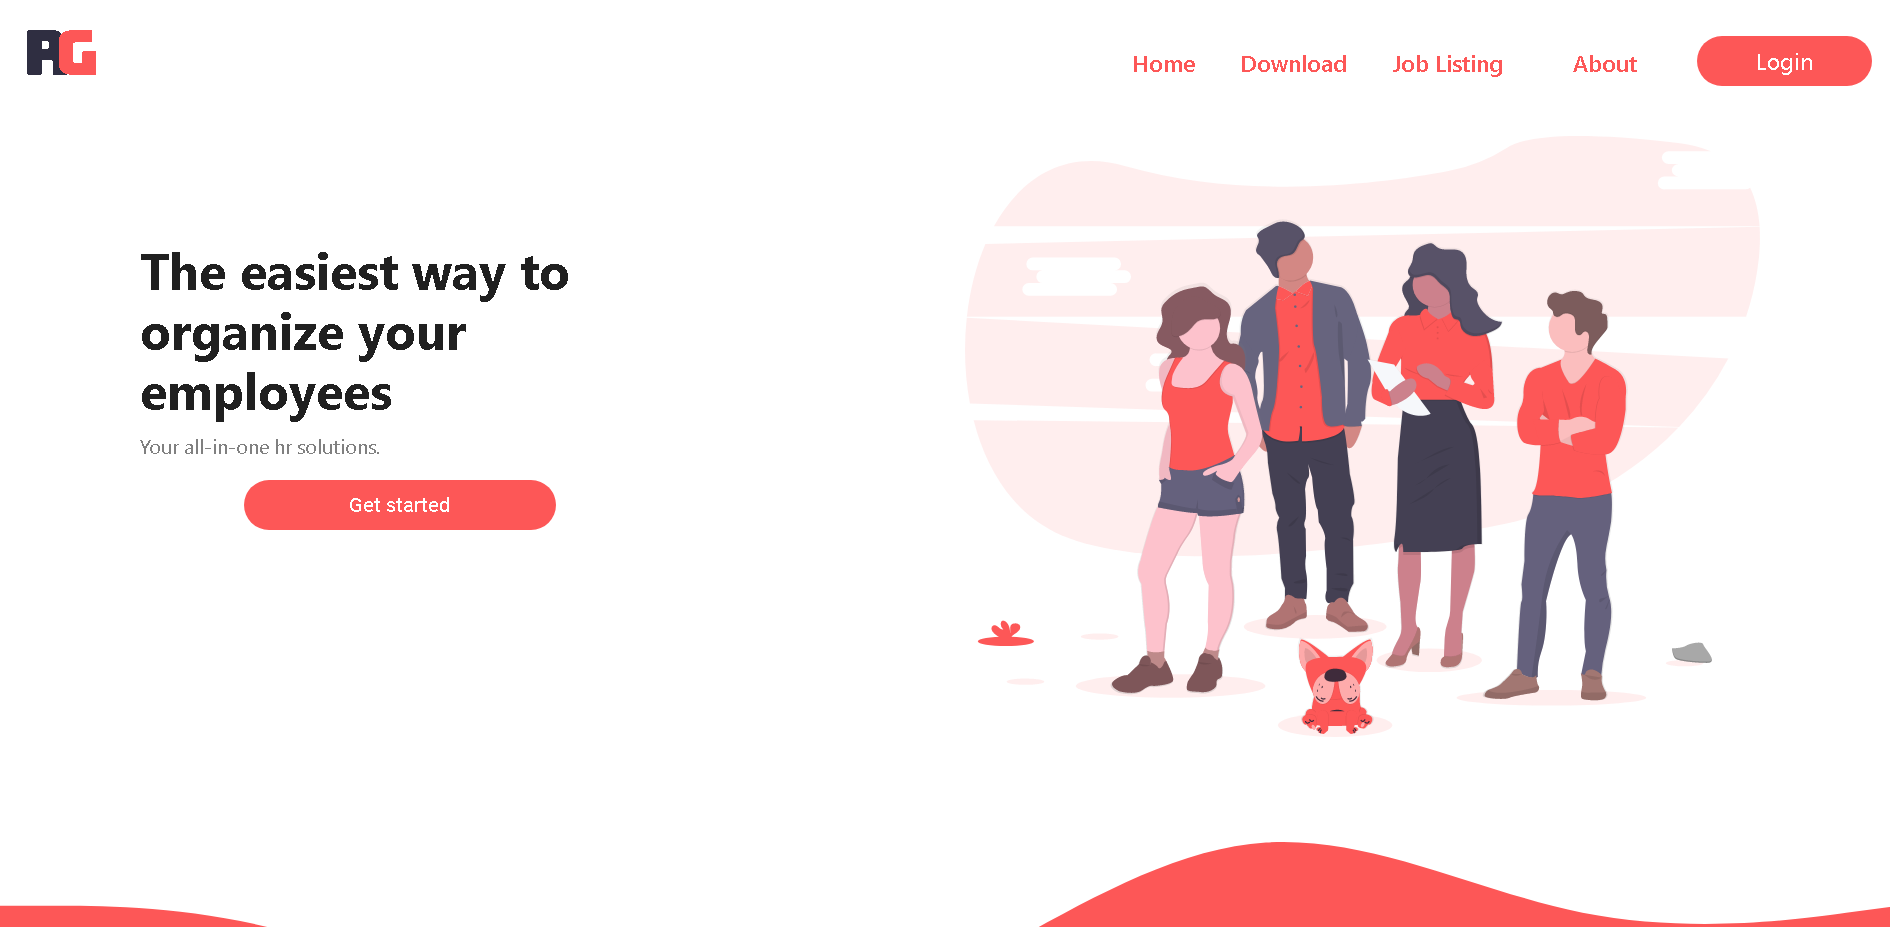 RG
Home Download Job Listing About Login
The easiest way to
organize your
employees
Your all-in-one hr solutions.
Get started